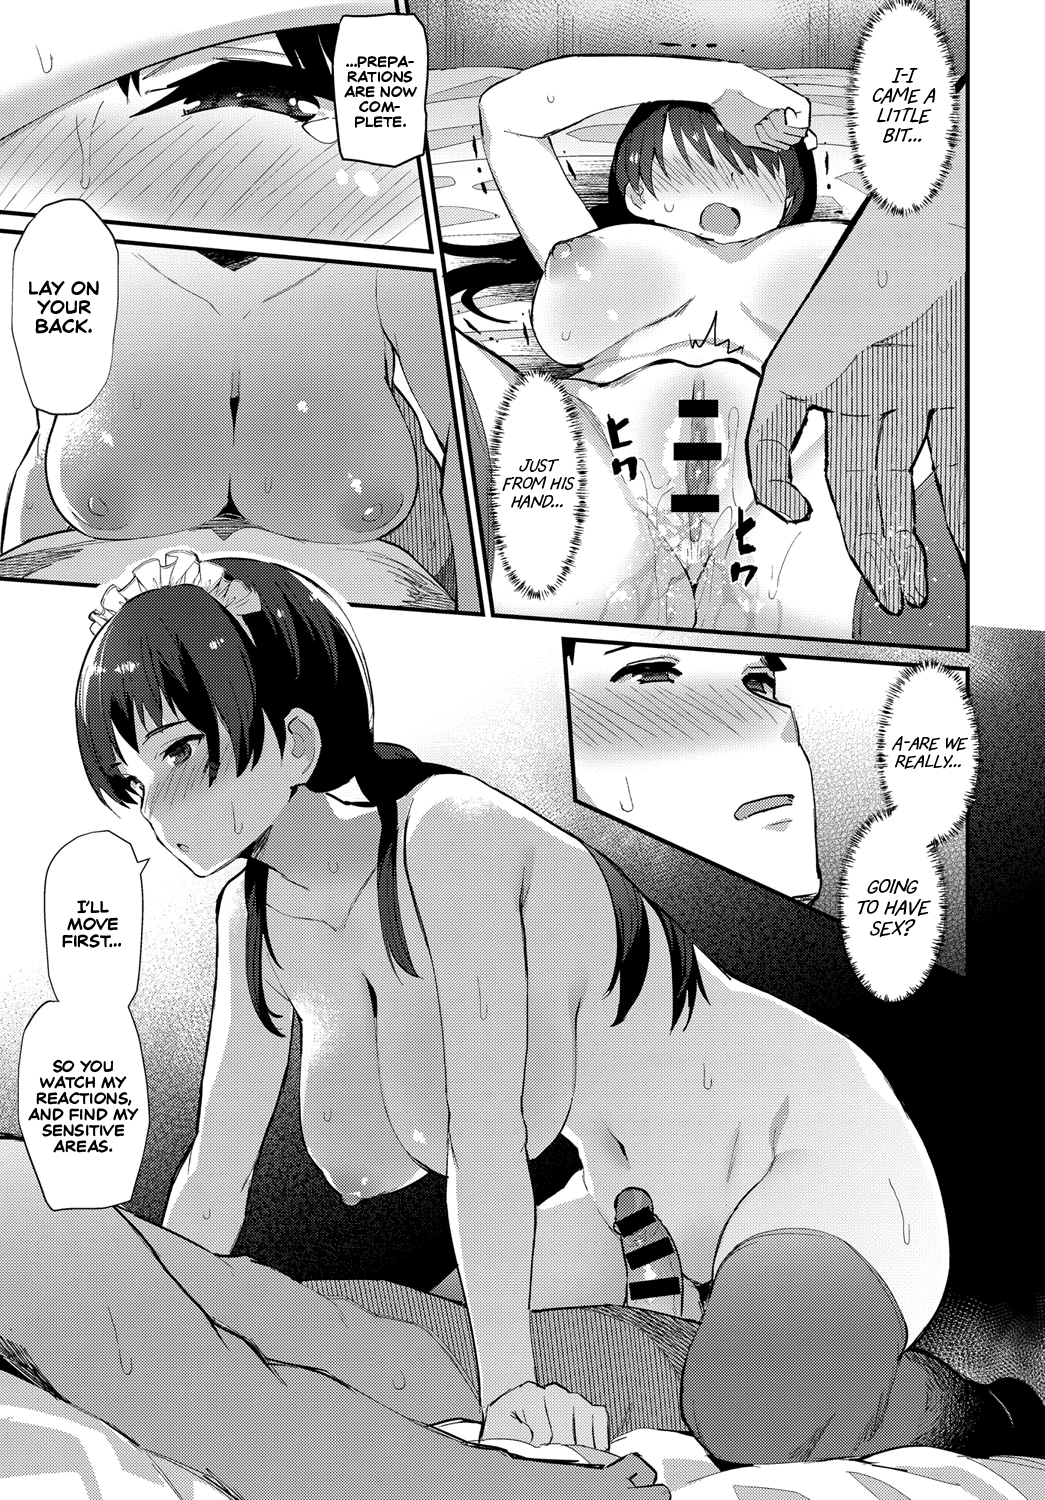 I-I
CAME A
LITTLE
BIT...
JUST
FROM HIS
HAND...
ヒク
ヒク
...PREPA-
RATIONS
ARE NOW
COM-
PLETE.
LAY ON
YOUR
BACK.
A-ARE WE
REALLY...
GOING
TO HAVE
SEX?
I'LL
MOVE
FIRST...
SO YOU
WATCH MY
REACTIONS,
AND FIND MY
SENSITIVE
AREAS.